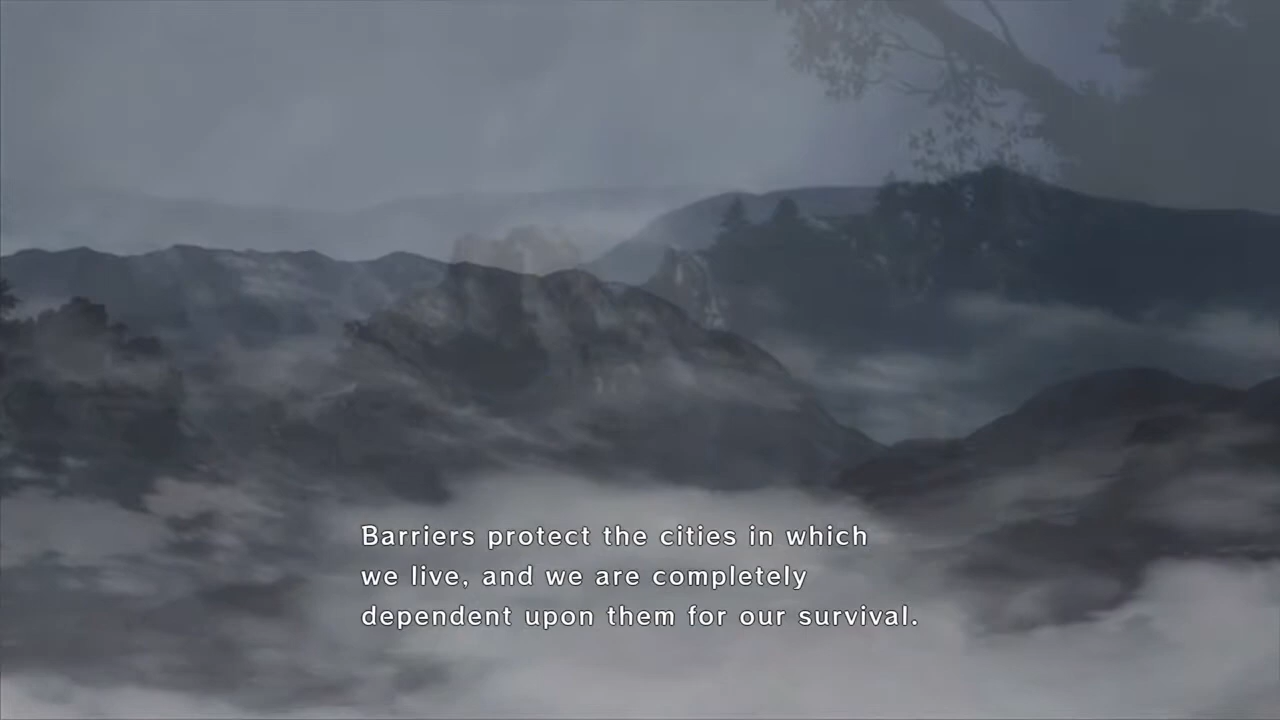 Barriers protect the cities in which
we live, and we are completely
dependent upon them for our survival.